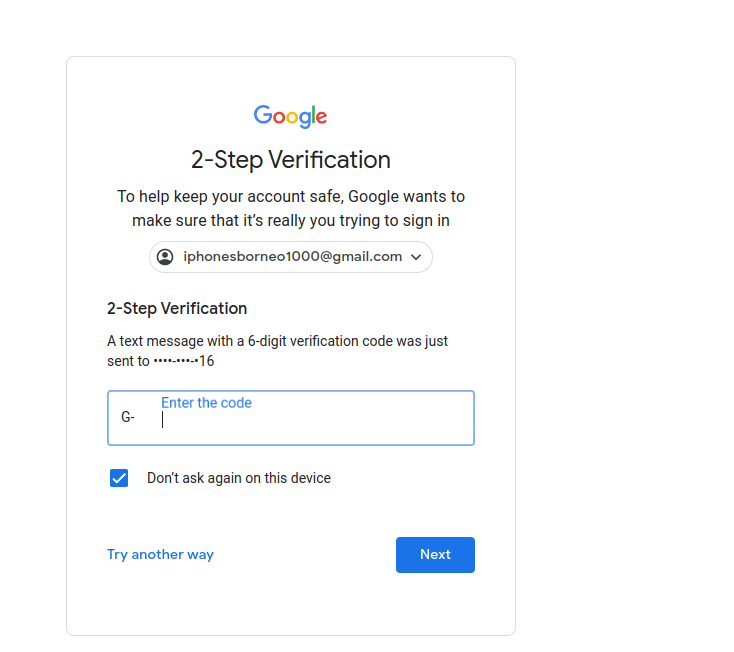 Google
2-Step Verification
To help keep your account safe, Google wants to
make sure that it's really you trying to sign in
iphonesborneo1000@gmail.com
2-Step Verification
A text message with a 6-digit verification code was just
sent to ••••-•••-•16
Enter the code
G-
Don't ask again on this device
Try another way
Next